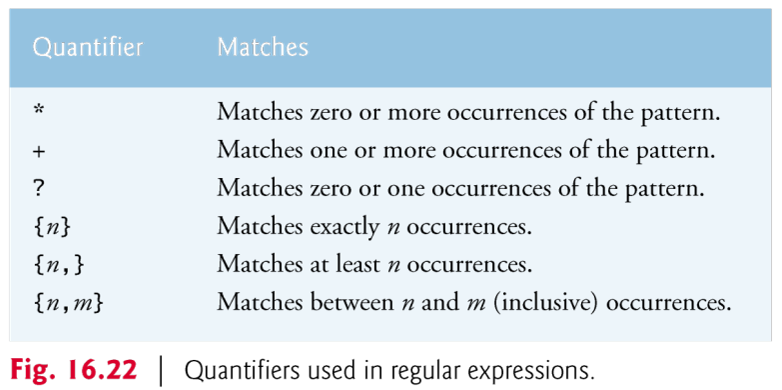 Quantifier Matches
* Matches zero or more occurrences of the pattern.
+ Matches one or more occurrences of the pattern.
? Matches zero or one occurrences of the pattern.
{n} Matches exactly n occurrences.
{n,} Matches at least n occurrences.
{n,m} Matches between n and m (inclusive) occurrences.
Fig. 16.22 | Quantifiers used in regular expressions.